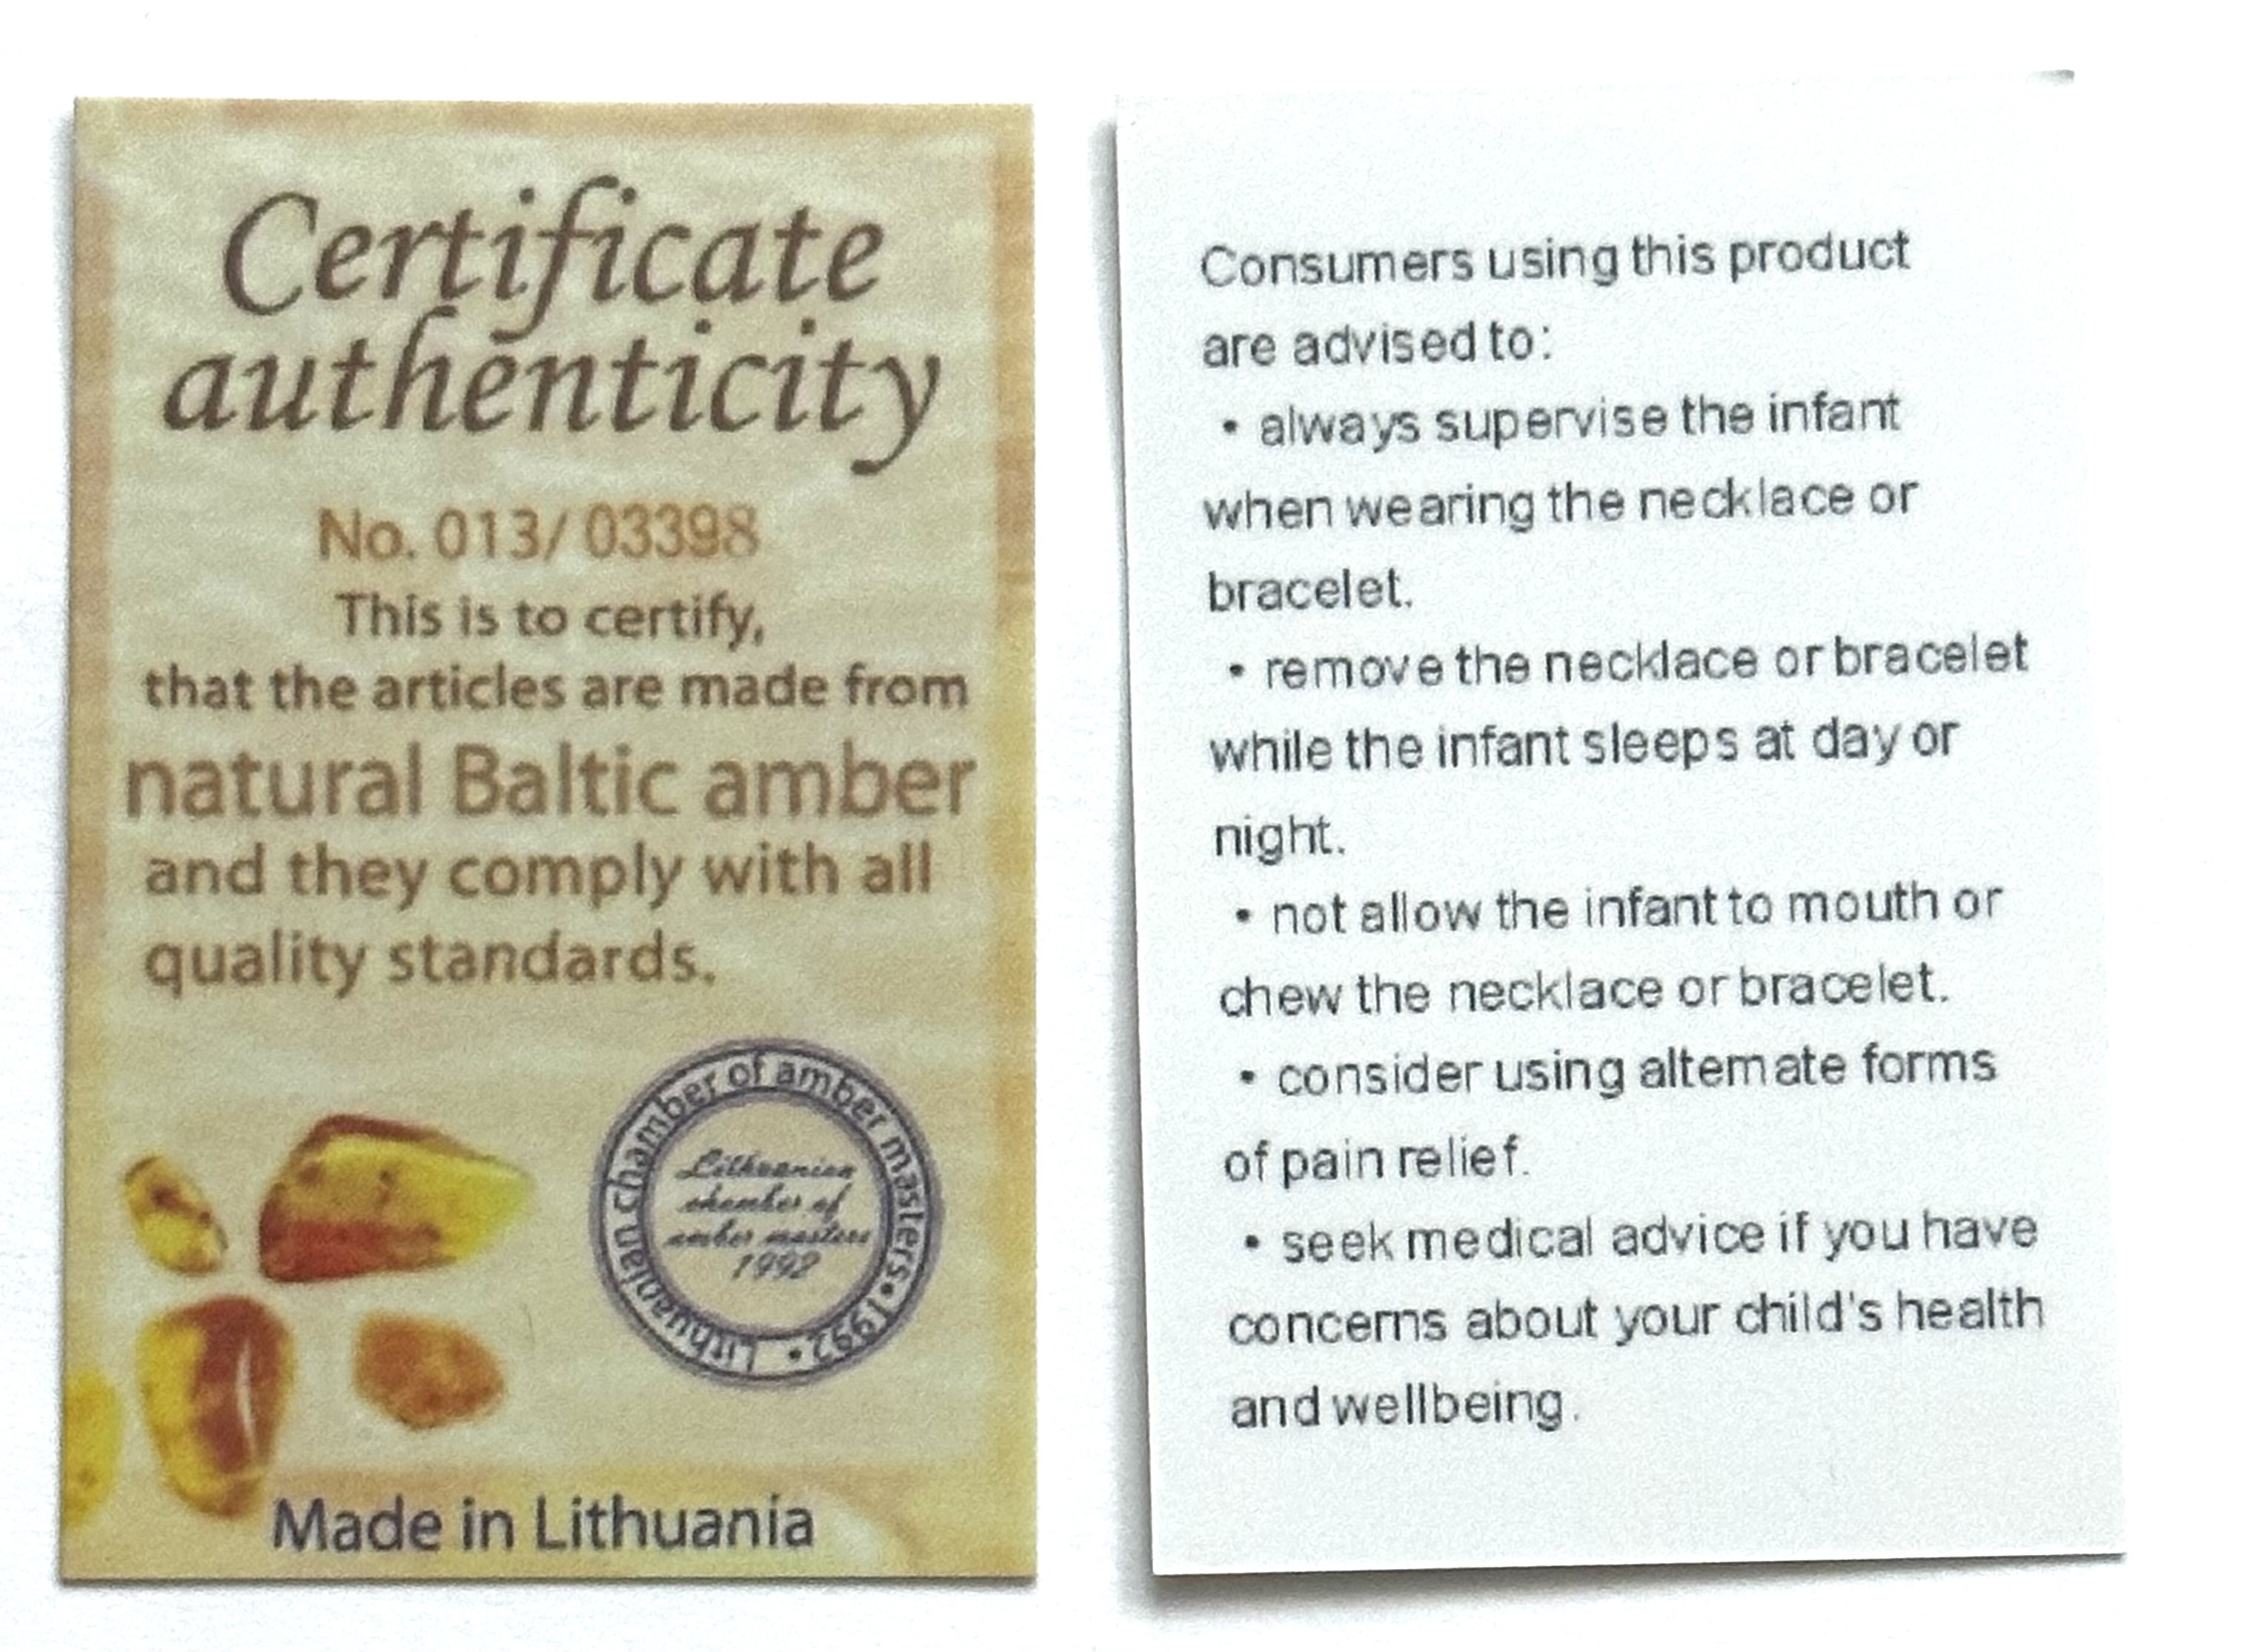 Certificate
authenticity
No. 013/ 03398
This is to certify,
that the articles are made from
natural Baltic amber
and they comply with all
quality standards.
Lithuanian chamber of amber masters • 1992 •
Lithuanian
chamber of
amber masters
1992
Made in Lithuania
Consumers using this product
are advised to:
• always supervise the infant
when wearing the necklace or
bracelet.
• remove the necklace or bracelet
while the infant sleeps at day or
night.
• not allow the infant to mouth or
chew the necklace or bracelet.
• consider using alternate forms
of pain relief.
• seek medical advice if you have
concerns about your child's health
and wellbeing.